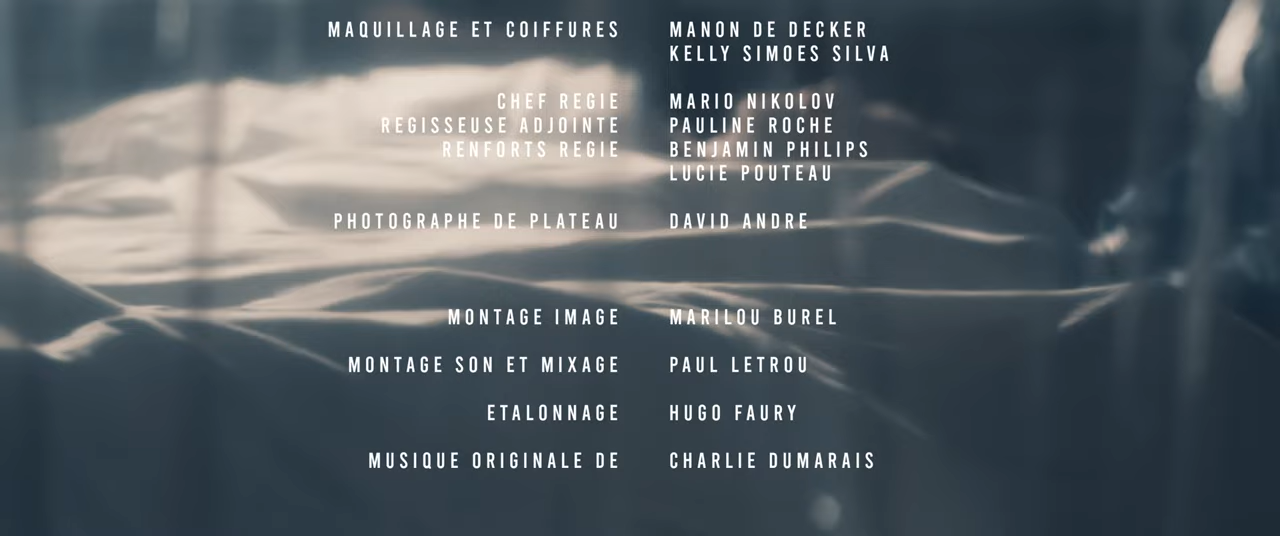 MAQUILLAGE ET COIFFURES MANON DE DECKER
KELLY SIMOES SILVA
CHEF REGIE MARIO NIKOLOV
REGISSEUSE ADJOINTE PAULINE ROCHE
RENFORTS REGIE BENJAMIN PHILIPS
LUCIE POUTEAU
PHOTOGRAPHE DE PLATEAU DAVID ANDRE
MONTAGE IMAGE MARILOU BUREL
MONTAGE SON ET MIXAGE PAUL LETROU
ETALONNAGE HUGO FAURY
MUSIQUE ORIGINALE DE CHARLIE DUMARAIS